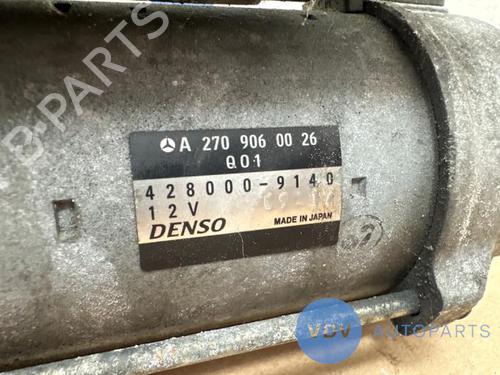 B-PARTS
A 270 906 00 26
Q01
428000-9140
12V
DENSO
MADE IN JAPAN
VDV AUTOPARTS